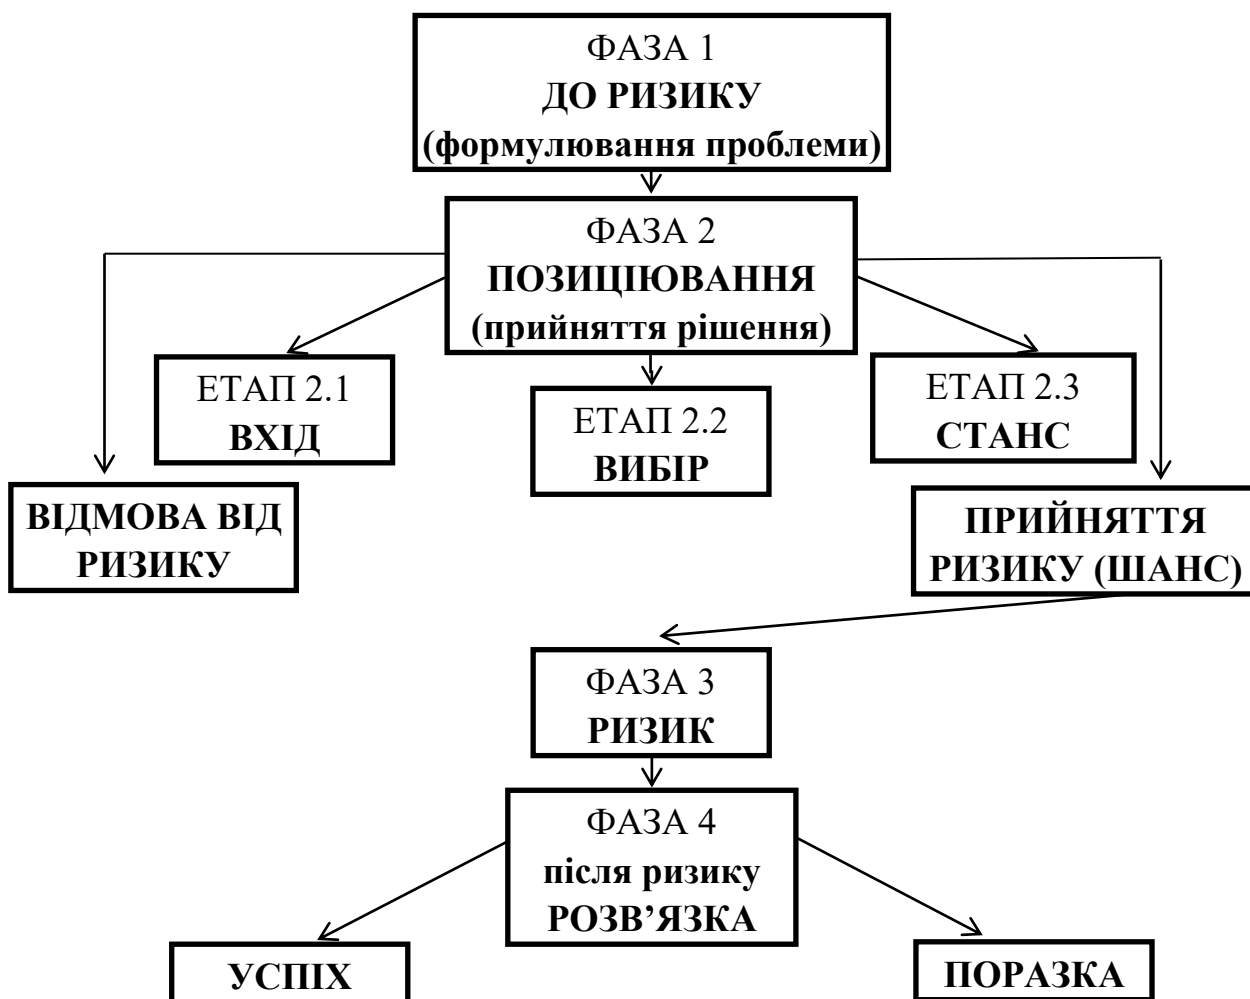 ФАЗА 1
ДО РИЗИКУ
(формулювання проблеми)
ФАЗА 2
ПОЗИЦІЮВАННЯ
(прийняття рішення)
ЕТАП 2.1
ВХІД
ЕТАП 2.2
ВИБІР
ЕТАП 2.3
СТАНС
ВІДМОВА ВІД
РИЗИКУ
ПРИЙНЯТТЯ
РИЗИКУ (ШАНС)
ФАЗА 3
РИЗИК
ФАЗА 4
після ризику
РОЗВ’ЯЗКА
УСПІХ
ПОРАЗКА